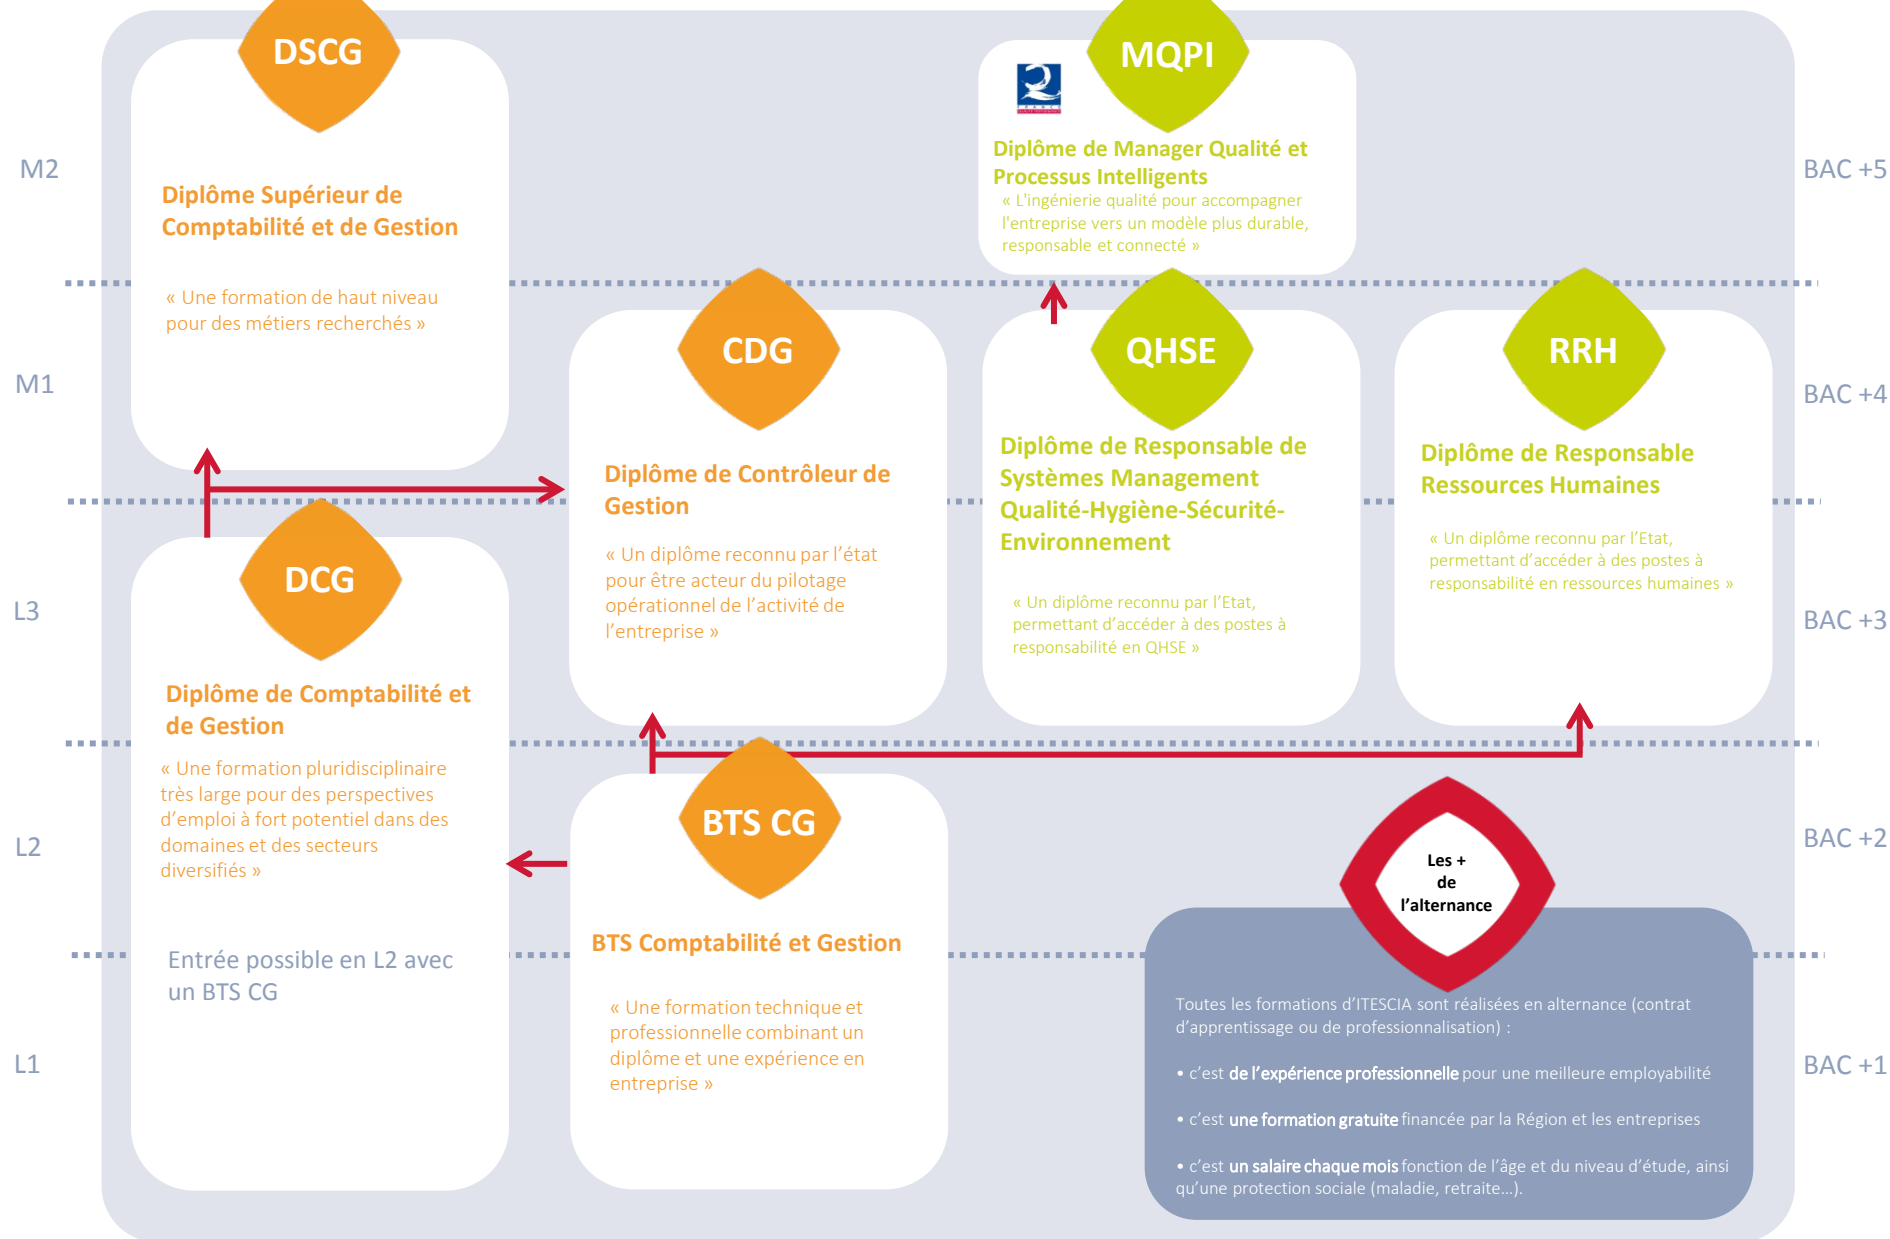 DSCG
Diplôme Supérieur de
Comptabilité et de Gestion
« Une formation de haut niveau
pour des métiers recherchés »
MQPI
Diplôme de Manager Qualité et
Processus Intelligents
« L'ingénierie qualité pour accompagner
l'entreprise vers un modèle plus durable,
responsable et connecté »
M2
BAC +5
M1
BAC +4
CDG
Diplôme de Contrôleur de
Gestion
« Un diplôme reconnu par l’état
pour être acteur du pilotage
opérationnel de l’activité de
l’entreprise »
QHSE
Diplôme de Responsable de
Systèmes Management
Qualité-Hygiène-Sécurité-
Environnement
« Un diplôme reconnu par l’Etat,
permettant d’accéder à des postes à
responsabilité en QHSE »
RRH
Diplôme de Responsable
Ressources Humaines
« Un diplôme reconnu par l’Etat,
permettant d’accéder à des postes à
responsabilité en ressources humaines »
L3
BAC +3
DCG
Diplôme de Comptabilité et
de Gestion
« Une formation pluridisciplinaire
très large pour des perspectives
d’emploi à fort potentiel dans des
domaines et des secteurs
diversifiés »
Entrée possible en L2 avec
un BTS CG
L2
BAC +2
BTS CG
BTS Comptabilité et Gestion
« Une formation technique et
professionnelle combinant un
diplôme et une expérience en
entreprise »
L1
BAC +1
Les +
de
l’alternance
Toutes les formations d’ITESCIA sont réalisées en alternance (contrat
d’apprentissage ou de professionnalisation) :
• c’est de l’expérience professionnelle pour une meilleure employabilité
• c’est une formation gratuite financée par la Région et les entreprises
• c’est un salaire chaque mois fonction de l’âge et du niveau d’étude, ainsi
qu’une protection sociale (maladie, retraite…).